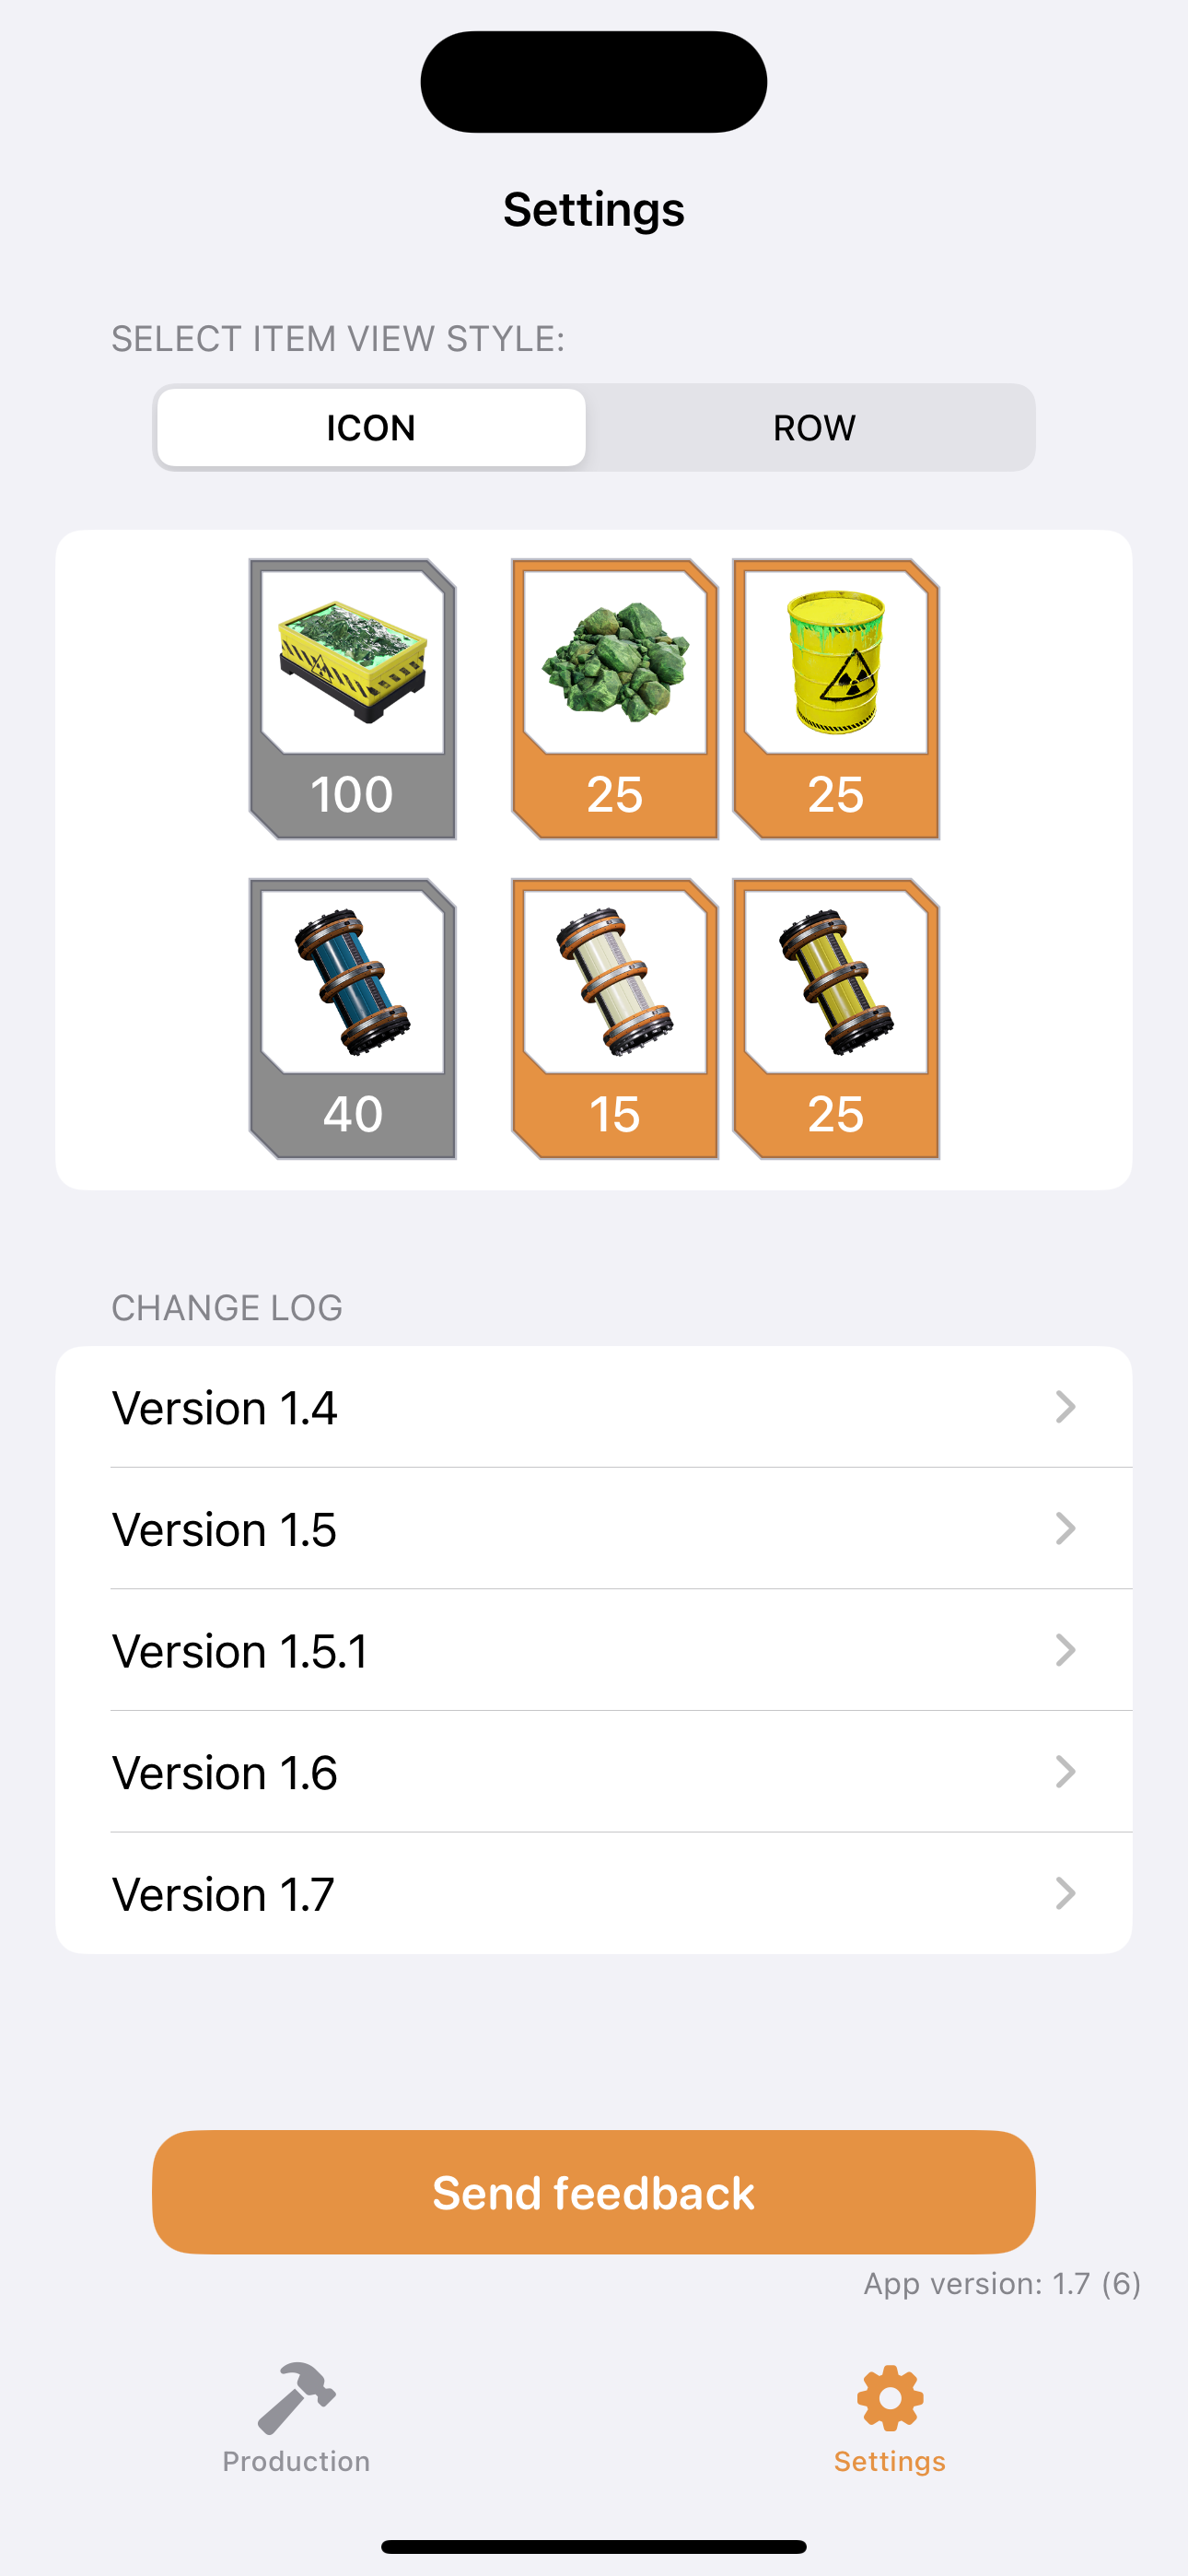 Settings
SELECT ITEM VIEW STYLE:
ICON ROW
100 25 25
40 15 25
CHANGE LOG
Version 1.4
Version 1.5
Version 1.5.1
Version 1.6
Version 1.7
Send feedback
App version: 1.7 (6)
Production Settings